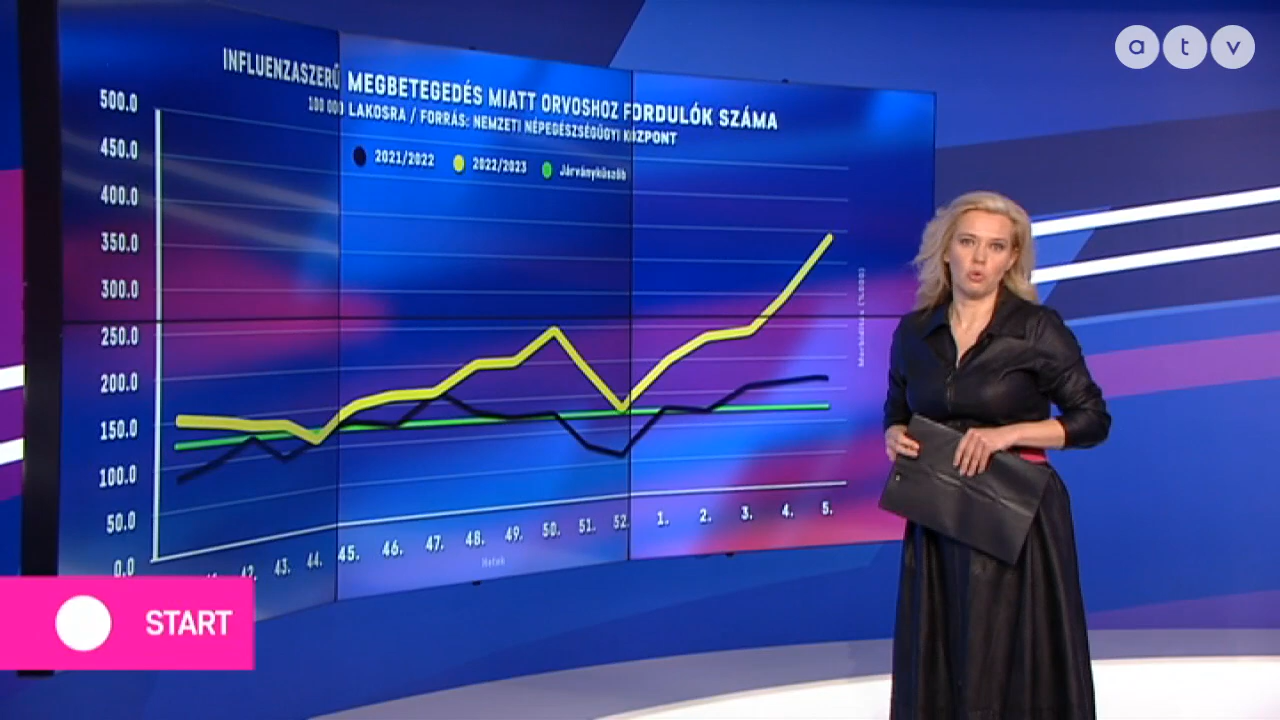 atv
INFLUENZASZERŰ MEGBETEGEDÉS MIATT ORVOSHOZ FORDULÓK SZÁMA
100 000 LAKOSRA / FORRÁS: NEMZETI NÉPEGÉSZSÉGÜGYI KÖZPONT
2021/2022 2022/2023 Járványküszöb
500.0
450.0
400.0
350.0
300.0
250.0
200.0
150.0
100.0
50.0
0.0
42. 43. 44. 45. 46. 47. 48. 49. 50. 51. 52. 1. 2. 3. 4. 5.
Hetek
START